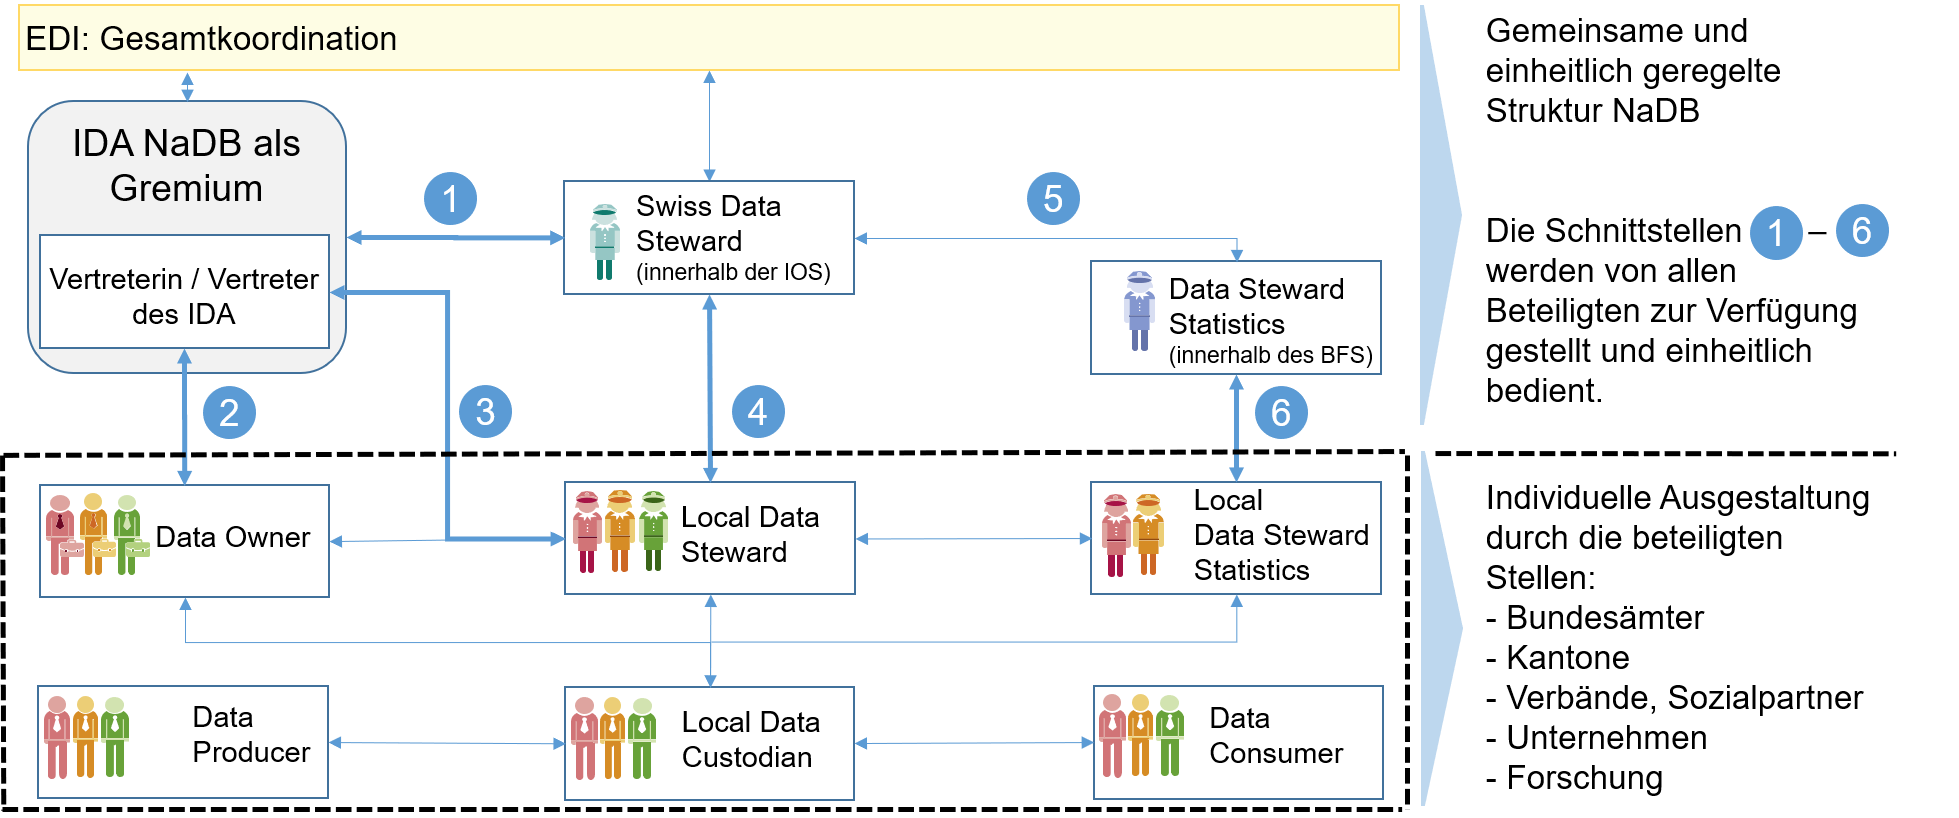 EDI: Gesamtkoordination
IDA NaDB als
Gremium
Vertreterin / Vertreter
des IDA
1
Swiss Data
Steward
(innerhalb der IOS)
5
Data Steward
Statistics
(innerhalb des BFS)
2
3
4
6
Data Owner
Local Data
Steward
Local
Data Steward
Statistics
Data
Producer
Local Data
Custodian
Data
Consumer
Gemeinsame und
einheitlich geregelte
Struktur NaDB
Die Schnittstellen 1 – 6
werden von allen
Beteiligten zur Verfügung
gestellt und einheitlich
bedient.
Individuelle Ausgestaltung
durch die beteiligten
Stellen:
- Bundesämter
- Kantone
- Verbände, Sozialpartner
- Unternehmen
- Forschung